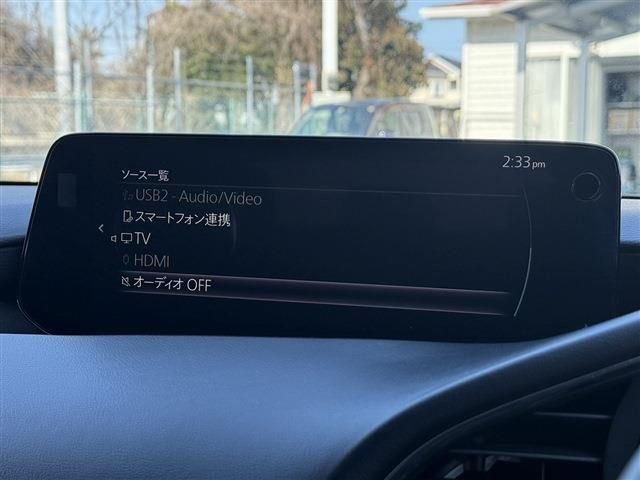 2:33pm
ソース一覧
USB2 - Audio/Video
スマートフォン連携
TV
HDMI
オーディオ OFF